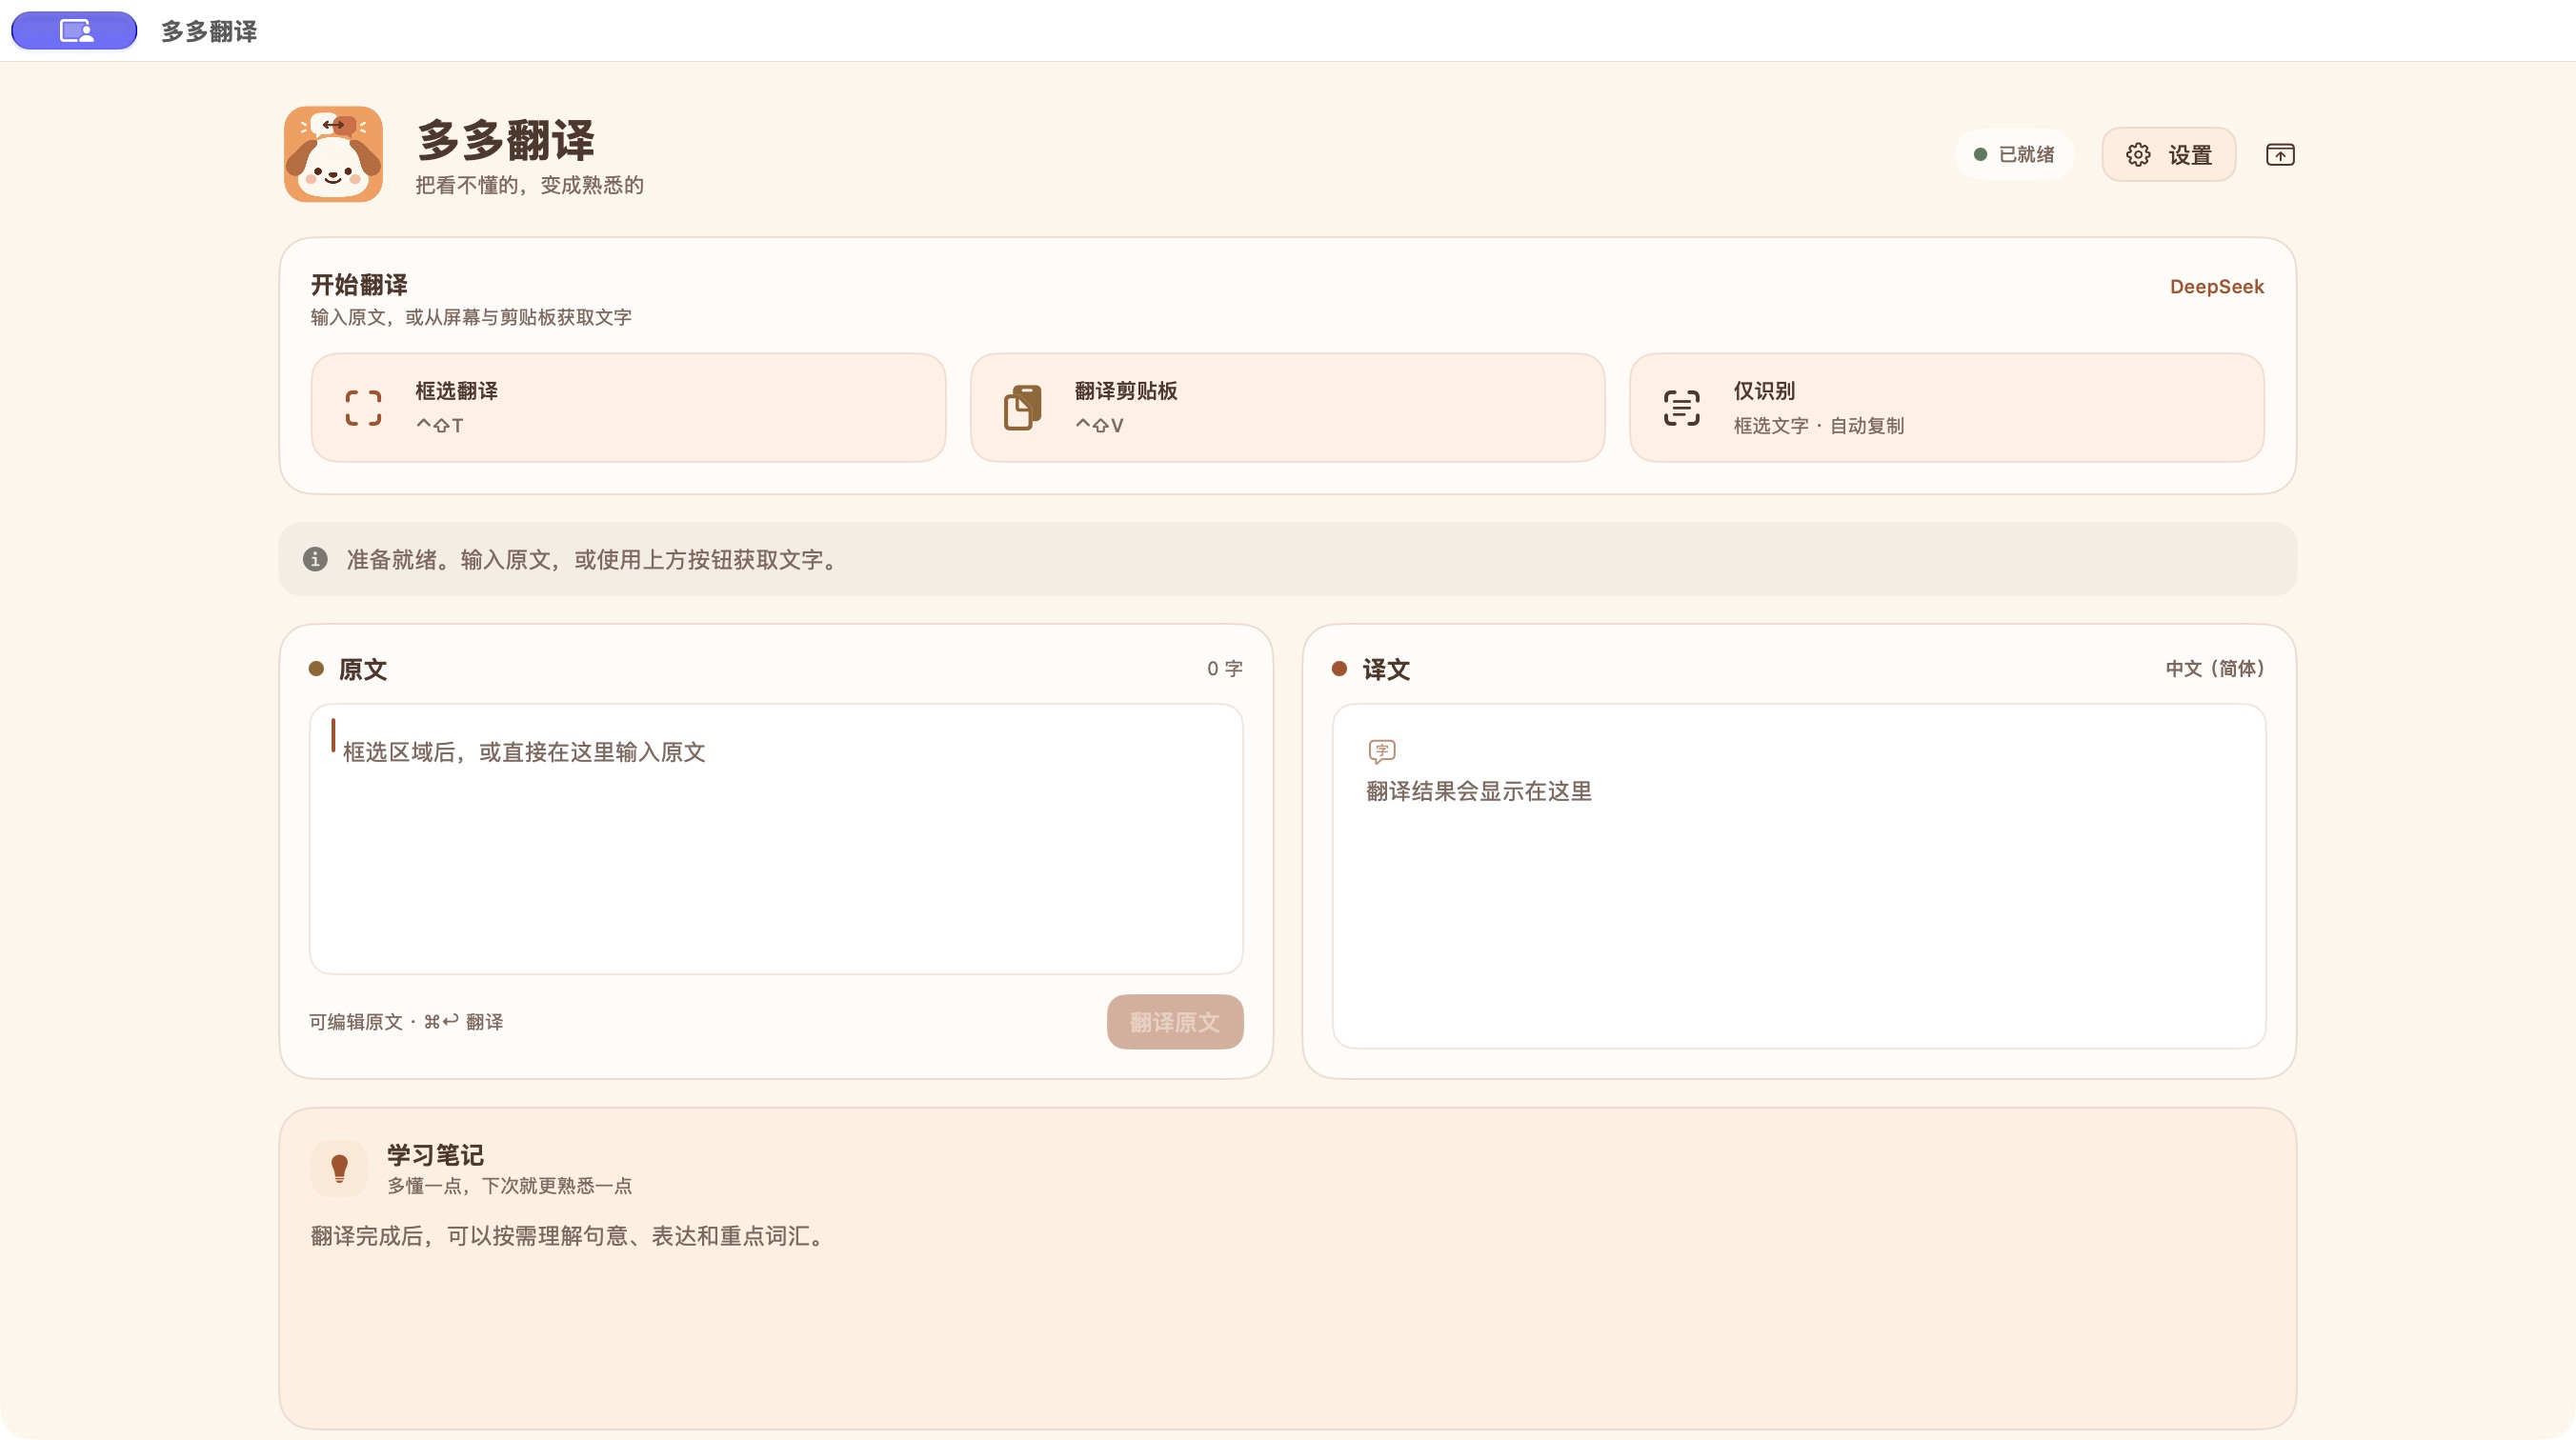 多多翻译
多多翻译
把看不懂的，变成熟悉的
已就绪
设置
开始翻译
DeepSeek
输入原文，或从屏幕与剪贴板获取文字
框选翻译
^⇧T
翻译剪贴板
^⇧V
仅识别
框选文字 · 自动复制
准备就绪。输入原文，或使用上方按钮获取文字。
原文
0 字
框选区域后，或直接在这里输入原文
可编辑原文 · ⌘↩ 翻译
翻译原文
译文
中文（简体）
字
翻译结果会显示在这里
学习笔记
多懂一点，下次就更熟悉一点
翻译完成后，可以按需理解句意、表达和重点词汇。